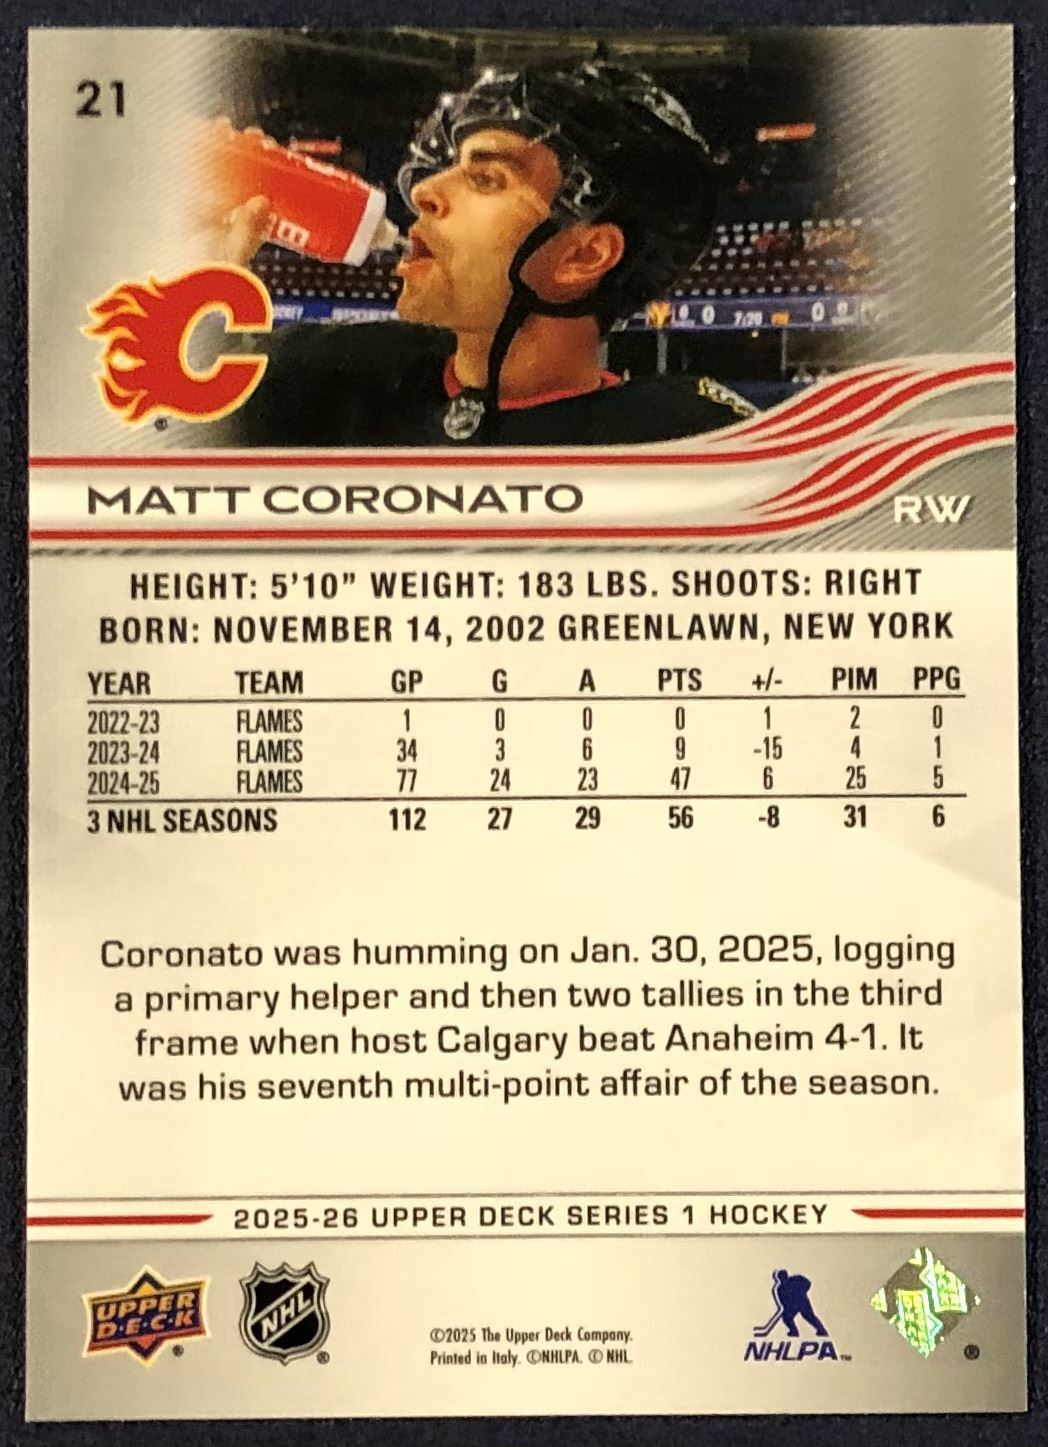 21
0 7:20 PM 0
MATT CORONATO
RW
HEIGHT: 5'10" WEIGHT: 183 LBS. SHOOTS: RIGHT
BORN: NOVEMBER 14, 2002 GREENLAWN, NEW YORK
YEAR TEAM GP G A PTS +/- PIM PPG
2022-23 FLAMES 1 0 0 0 1 2 0
2023-24 FLAMES 34 3 6 9 -15 4 1
2024-25 FLAMES 77 24 23 47 6 25 5
3 NHL SEASONS 112 27 29 56 -8 31 6
Coronato was humming on Jan. 30, 2025, logging
a primary helper and then two tallies in the third
frame when host Calgary beat Anaheim 4-1. It
was his seventh multi-point affair of the season.
2025-26 UPPER DECK SERIES 1 HOCKEY
UPPER
D·E·C·K
®
NHL
®
©2025 The Upper Deck Company.
Printed in Italy. ©NHLPA. © NHL.
NHLPA™
®